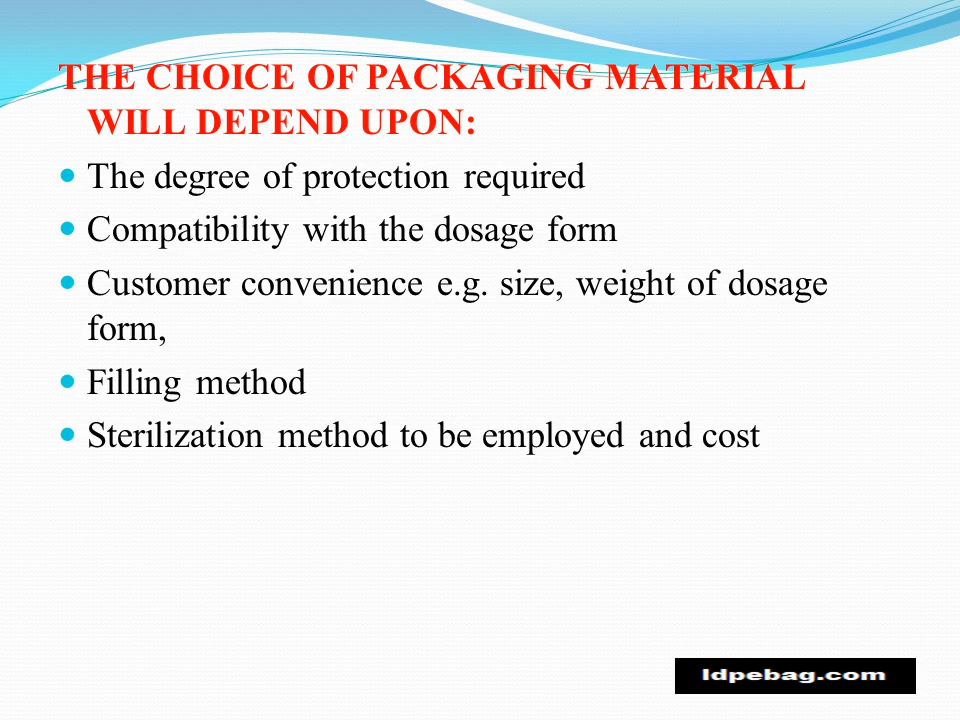 THE CHOICE OF PACKAGING MATERIAL
WILL DEPEND UPON:
The degree of protection required
Compatibility with the dosage form
Customer convenience e.g. size, weight of dosage
form,
Filling method
Sterilization method to be employed and cost
ldpebag.com